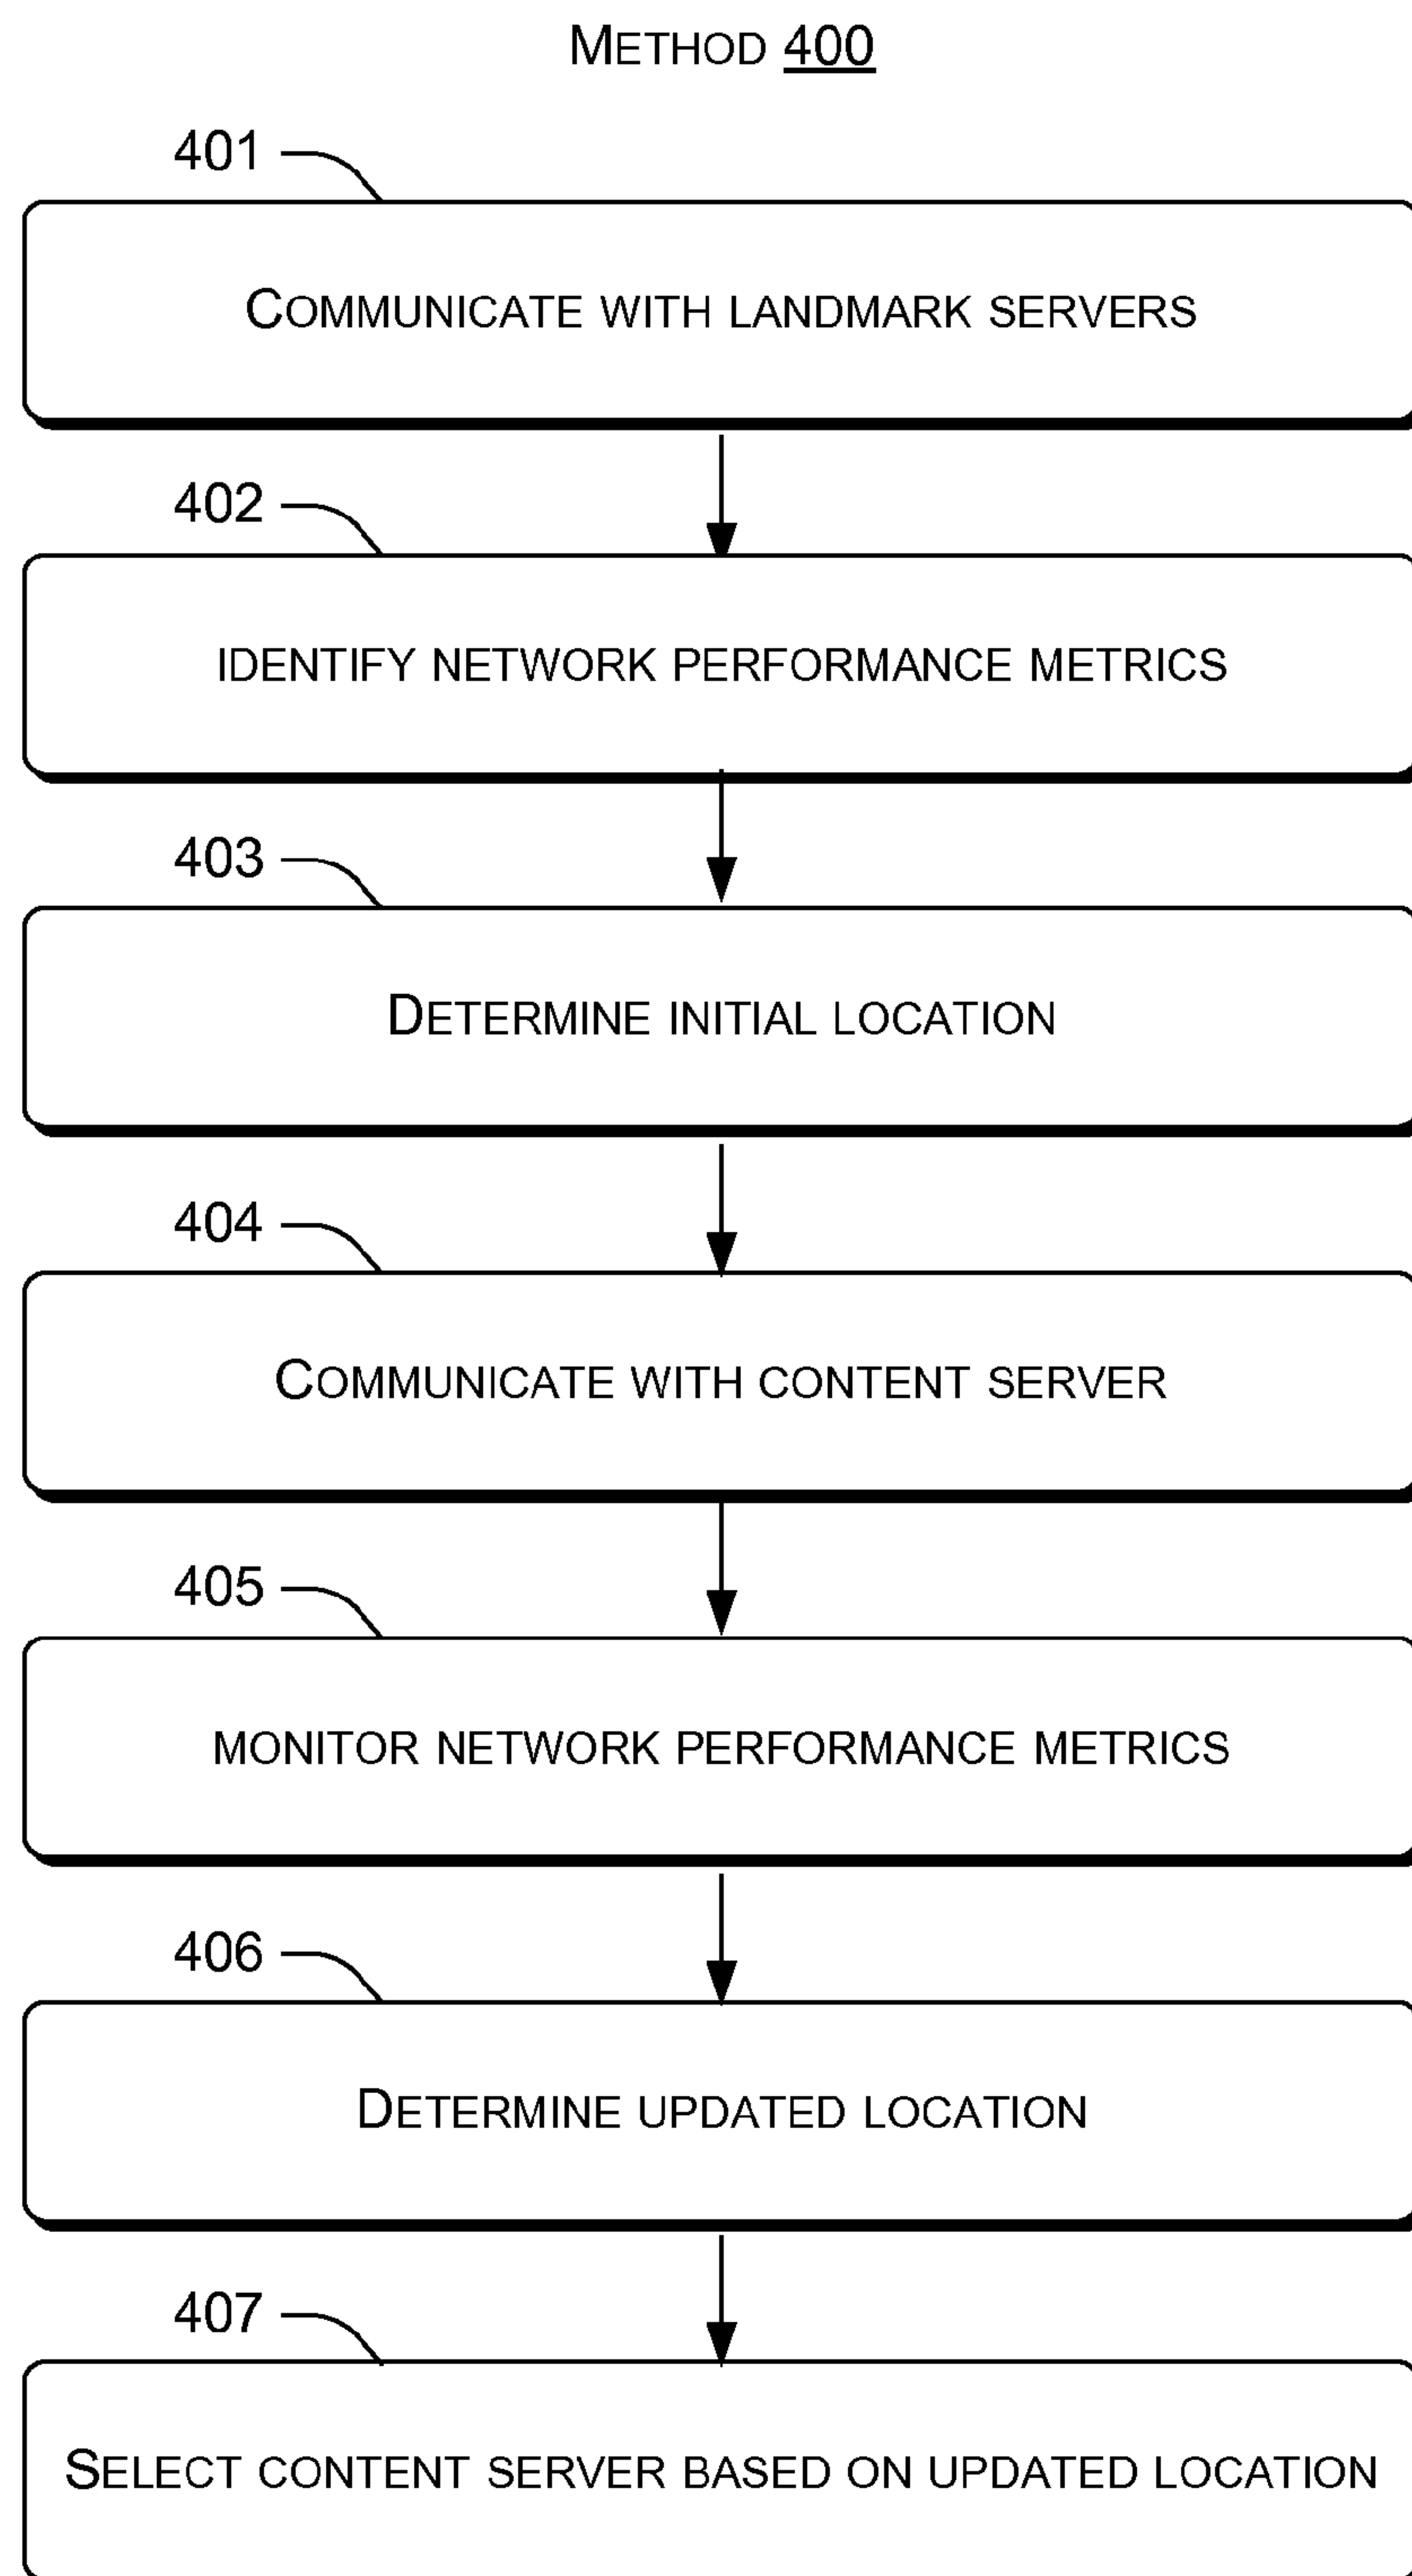 METHOD 400
401
COMMUNICATE WITH LANDMARK SERVERS
402
IDENTIFY NETWORK PERFORMANCE METRICS
403
DETERMINE INITIAL LOCATION
404
COMMUNICATE WITH CONTENT SERVER
405
MONITOR NETWORK PERFORMANCE METRICS
406
DETERMINE UPDATED LOCATION
407
SELECT CONTENT SERVER BASED ON UPDATED LOCATION